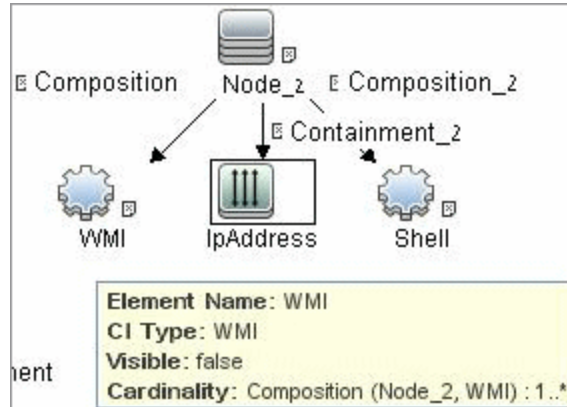 Composition
Node_2
Composition_2
Containment_2
WMI
IpAddress
Shell
Element Name: WMI
CI Type: WMI
Visible: false
Cardinality: Composition (Node_2, WMI) : 1..*
ment